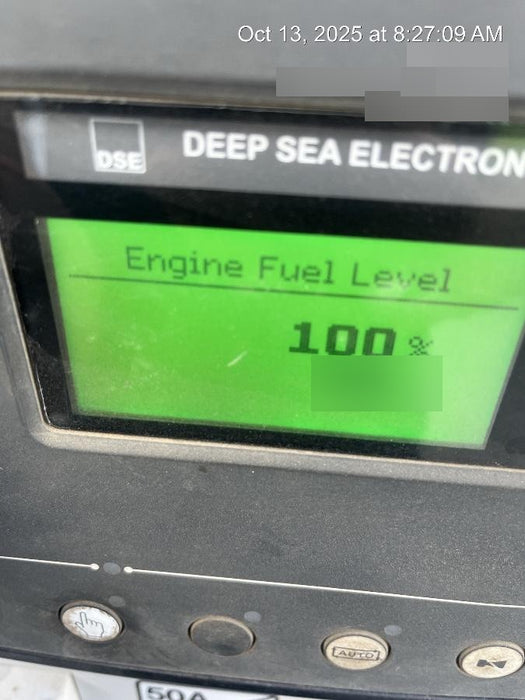 Oct 13, 2025 at 8:27:09 AM
DSE DEEP SEA ELECTRON
Engine Fuel Level
100 %
AUTO
50A